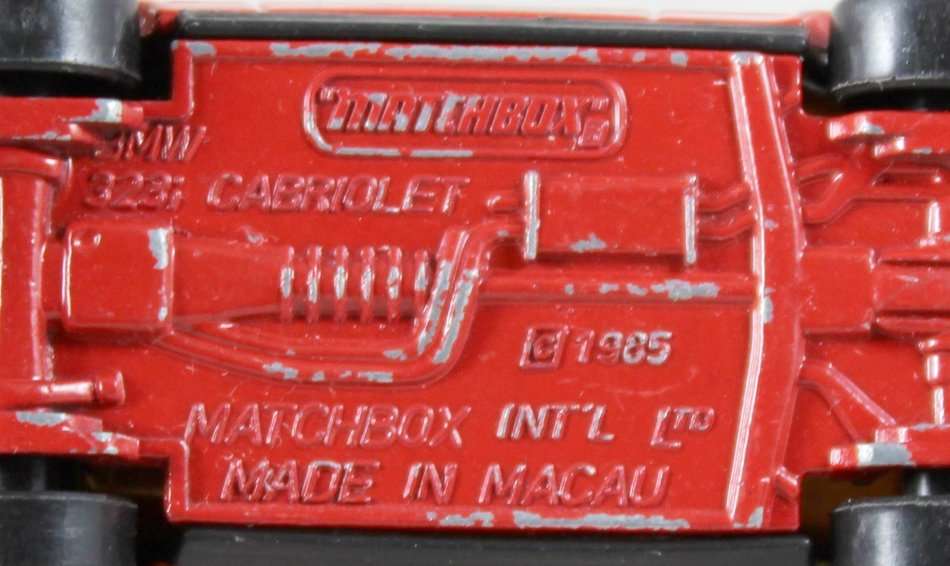 "MATCHBOX" ®
BMW
323i CABRIOLET
© 1985
MATCHBOX INT'L LTD
MADE IN MACAU